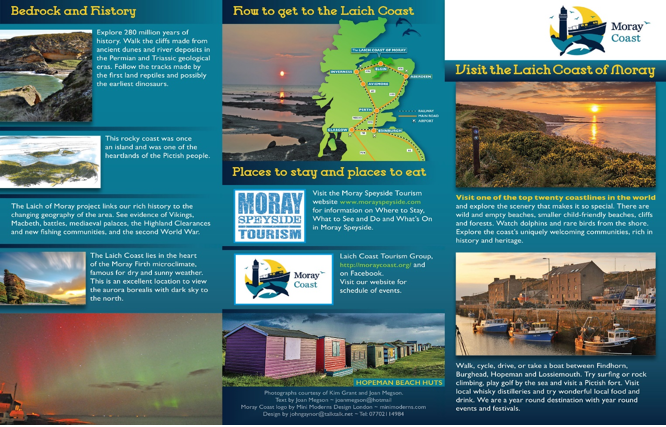 Bedrock and History
Explore 280 million years of
history. Walk the cliffs made from
ancient dunes and river deposits in
the Permian and Triassic geological
eras. Follow the tracks made by
the first land reptiles and possibly
the earliest dinosaurs.
This rocky coast was once
an island and was one of the
heartlands of the Pictish people.
The Laich of Moray project links our rich history to the
changing geography of the area. See evidence of Vikings,
Macbeth, battles, mediaeval palaces, the Highland Clearances
and new fishing communities, and the second World War.
The Laich Coast lies in the heart
of the Moray Firth microclimate,
famous for dry and sunny weather.
This is an excellent location to view
the aurora borealis with dark sky to
the north.
How to get to the Laich Coast
The LAICH COAST OF MORAY
INVERNESS
ELGIN
ABERDEEN
AVIEMORE
PERTH
GLASGOW
EDINBURGH
RAILWAY
MAIN ROAD
AIRPORT
Places to stay and places to eat
MORAY
SPEYSIDE
TOURISM
Visit the Moray Speyside Tourism
website www.morayspeyside.com
for information on Where to Stay,
What to See and Do and What's On
in Moray Speyside.
Moray
Coast
Laich Coast Tourism Group,
http://moraycoast.org/ and
on Facebook.
Visit our website for
schedule of events.
HOPEMAN BEACH HUTS
Photographs courtesy of Kim Grant and Joan Megson.
Text by Joan Megson ~ joanmegson@hotmail
Moray Coast logo by Mini Moderns Design London ~ minimoderns.com
Design by johngaynor@talktalk.net ~ Tel: 07702114984
Moray
Coast
Visit the Laich Coast of Moray
Visit one of the top twenty coastlines in the world
and explore the scenery that makes it so special. There are
wild and empty beaches, smaller child-friendly beaches, cliffs
and forests. Watch dolphins and rare birds from the shore.
Explore the coast's uniquely welcoming communities, rich in
history and heritage.
Walk, cycle, drive, or take a boat between Findhorn,
Burghead, Hopeman and Lossiemouth. Try surfing or rock
climbing, play golf by the sea and visit a Pictish fort. Visit
local whisky distilleries and try wonderful local food and
drink. We are a year round destination with year round
events and festivals.